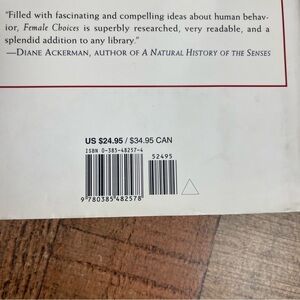 "Filled with fascinating and compelling ideas about human behav-
ior, Female Choices is superbly researched, very readable, and a
splendid addition to any library."
—DIANE ACKERMAN, AUTHOR OF A NATURAL HISTORY OF THE SENSES
US $24.95 / $34.95 CAN
ISBN 0-385-48257-4
52495
9 780385 482578